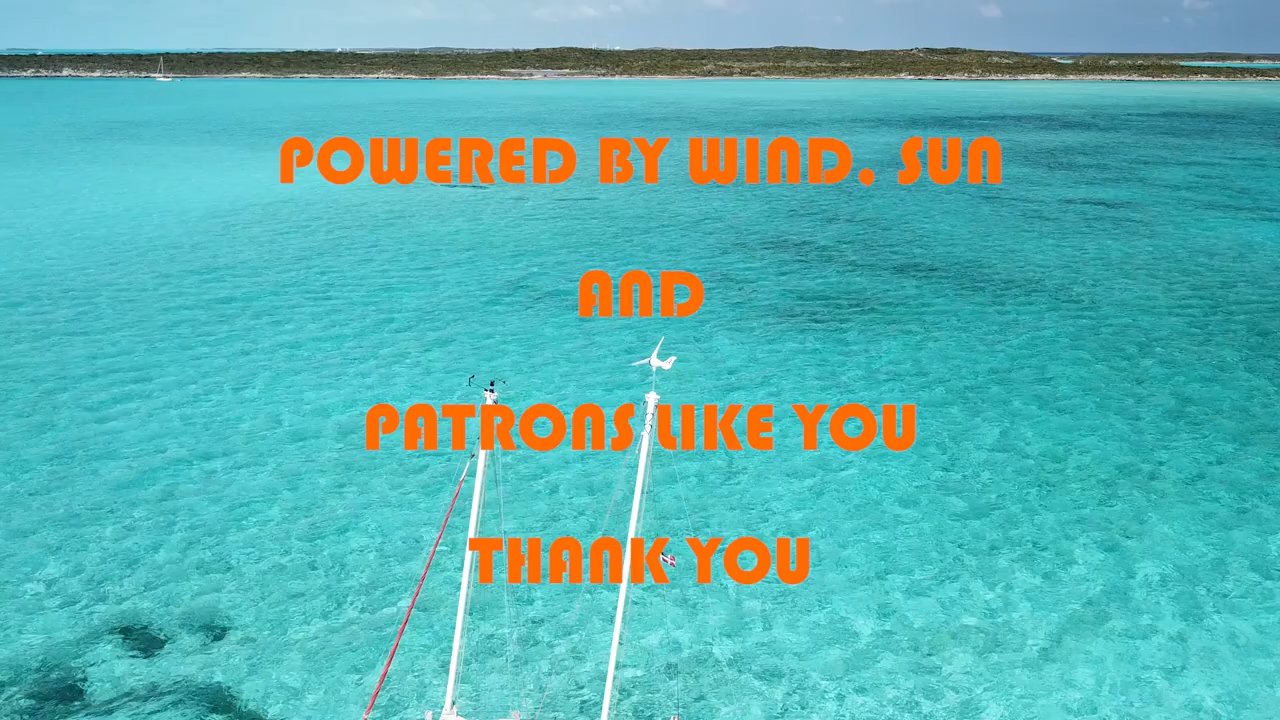 POWERED BY WIND, SUN
AND
PATRONS LIKE YOU
THANK YOU